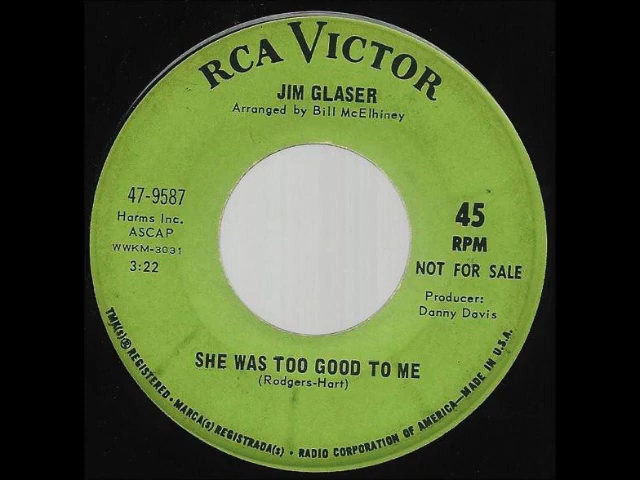 RCA VICTOR
JIM GLASER
Arranged by Bill McElhiney
47-9587
Harms Inc.
ASCAP
WWKM-3031
3:22
45
RPM
NOT FOR SALE
Producer:
Danny Davis
SHE WAS TOO GOOD TO ME
(Rodgers-Hart)
TMK(s) ® REGISTERED • MARCA(s) REGISTRADA(s) • RADIO CORPORATION OF AMERICA—MADE IN U.S.A.